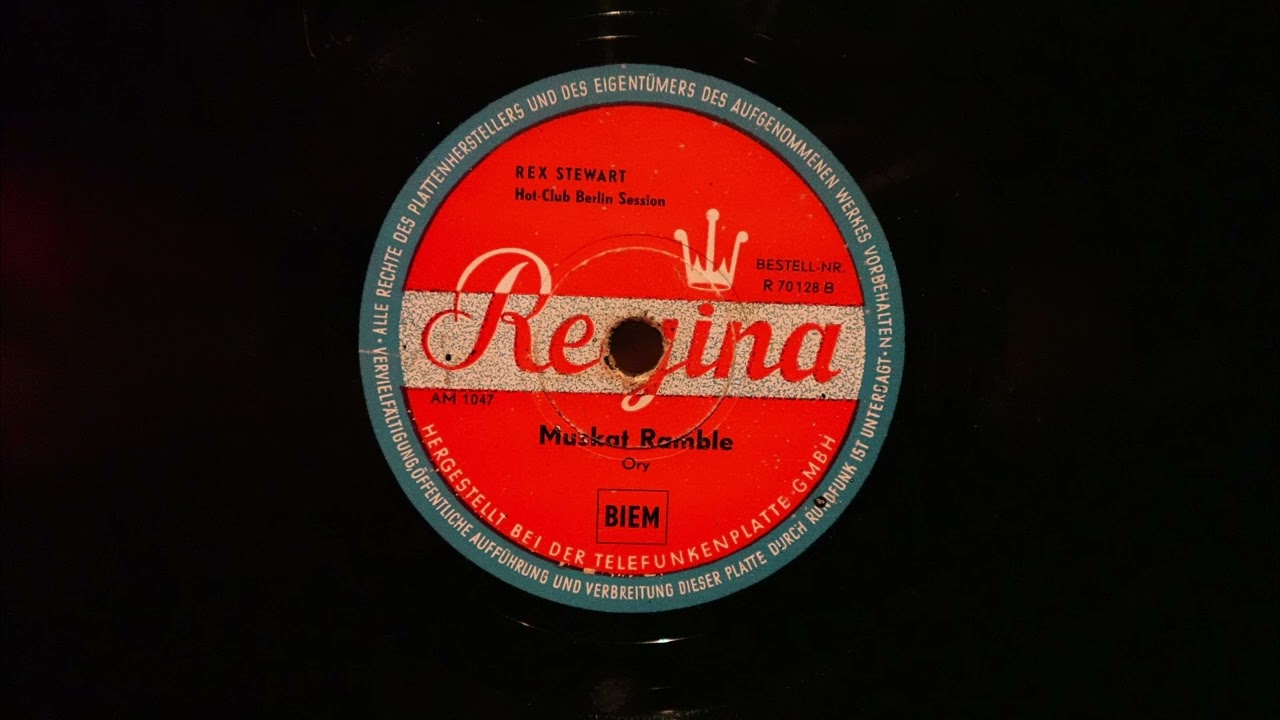 ALLE RECHTE DES PLATTENHERSTELLERS UND DES EIGENTÜMERS DES AUFGENOMMENEN WERKES VORBEHALTEN ·
REX STEWART
Hot-Club Berlin Session
BESTELL-NR.
R 70128 B
Regina
AM 1047
Muskat Ramble
Ory
BIEM
HERGESTELLT BEI DER TELEFUNKENPLATTE·GMBH
VERVIELFÄLTIGUNG, ÖFFENTLICHE AUFFÜHRUNG UND VERBREITUNG DIESER PLATTE DURCH RUNDFUNK IST UNTERSAGT ·